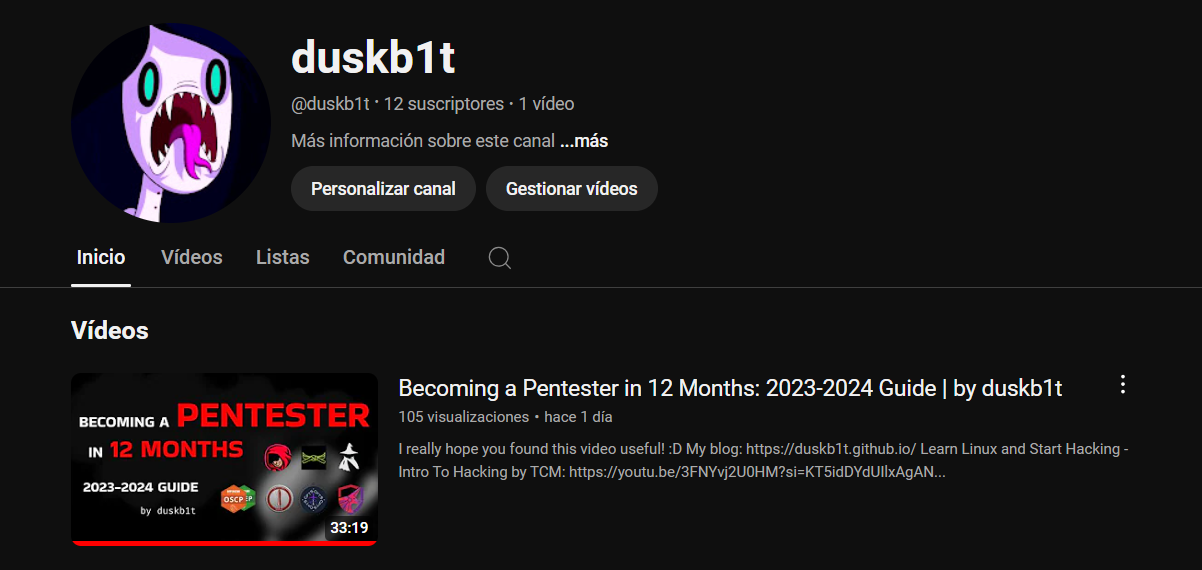 duskb1t
@duskb1t · 12 suscriptores · 1 vídeo
Más información sobre este canal ...más
Personalizar canal
Gestionar vídeos
Inicio
Vídeos
Listas
Comunidad
Vídeos
BECOMING A PENTESTER
IN 12 MONTHS
2023-2024 GUIDE
OSCP
EP
by duskb1t
33:19
Becoming a Pentester in 12 Months: 2023-2024 Guide | by duskb1t
105 visualizaciones • hace 1 día
I really hope you found this video useful! :D My blog: https://duskb1t.github.io/ Learn Linux and Start Hacking -
Intro To Hacking by TCM: https://youtu.be/3FNYvj2U0HM?si=KT5idDYdUIlxAgAN...